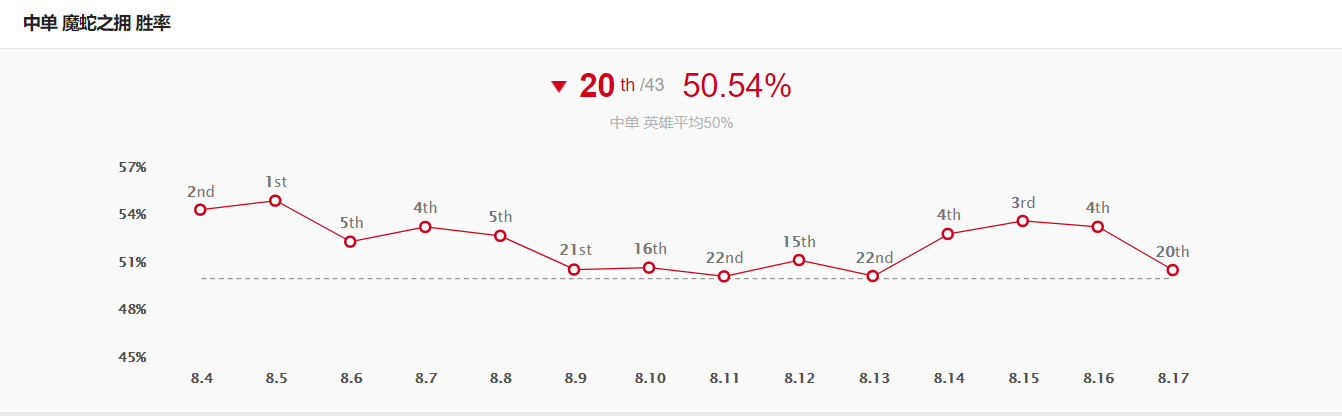 中单 魔蛇之拥 胜率
20 th /43 50.54%
中单 英雄平均50%
57%
54%
51%
48%
45%
2nd
1st
5th
4th
5th
21st
16th
22nd
15th
22nd
4th
3rd
4th
20th
8.4 8.5 8.6 8.7 8.8 8.9 8.10 8.11 8.12 8.13 8.14 8.15 8.16 8.17